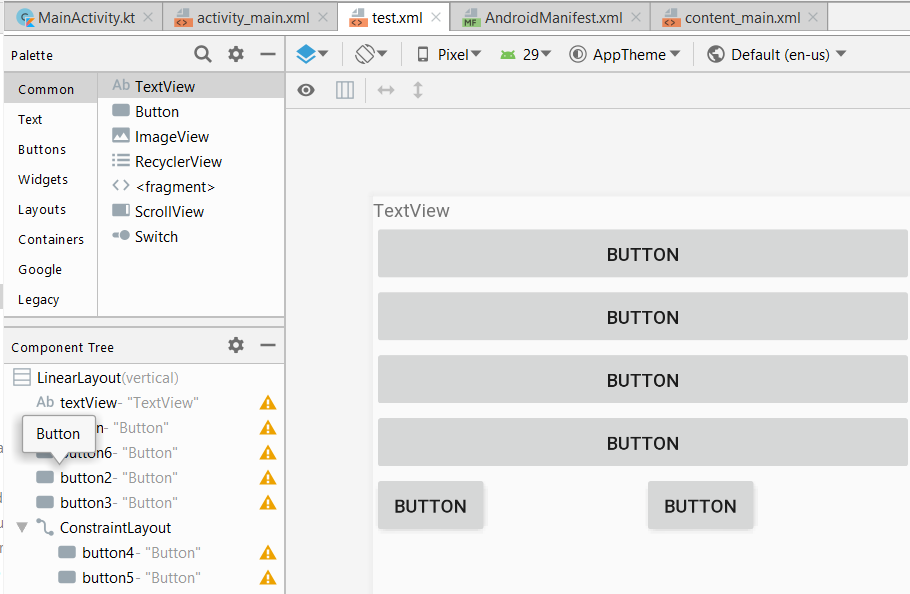 MainActivity.kt activity_main.xml test.xml AndroidManifest.xml content_main.xml
MF
Palette
Pixel 29 AppTheme Default (en-us)
Common
Text
Buttons
Widgets
Layouts
Containers
Google
Legacy
Ab TextView
Button
ImageView
RecyclerView
<fragment>
ScrollView
Switch
Component Tree
LinearLayout(vertical)
Ab textView- "TextView"
n- "Button"
Button
button6- "Button"
button2- "Button"
button3- "Button"
ConstraintLayout
button4- "Button"
button5- "Button"
TextView
BUTTON
BUTTON
BUTTON
BUTTON
BUTTON BUTTON